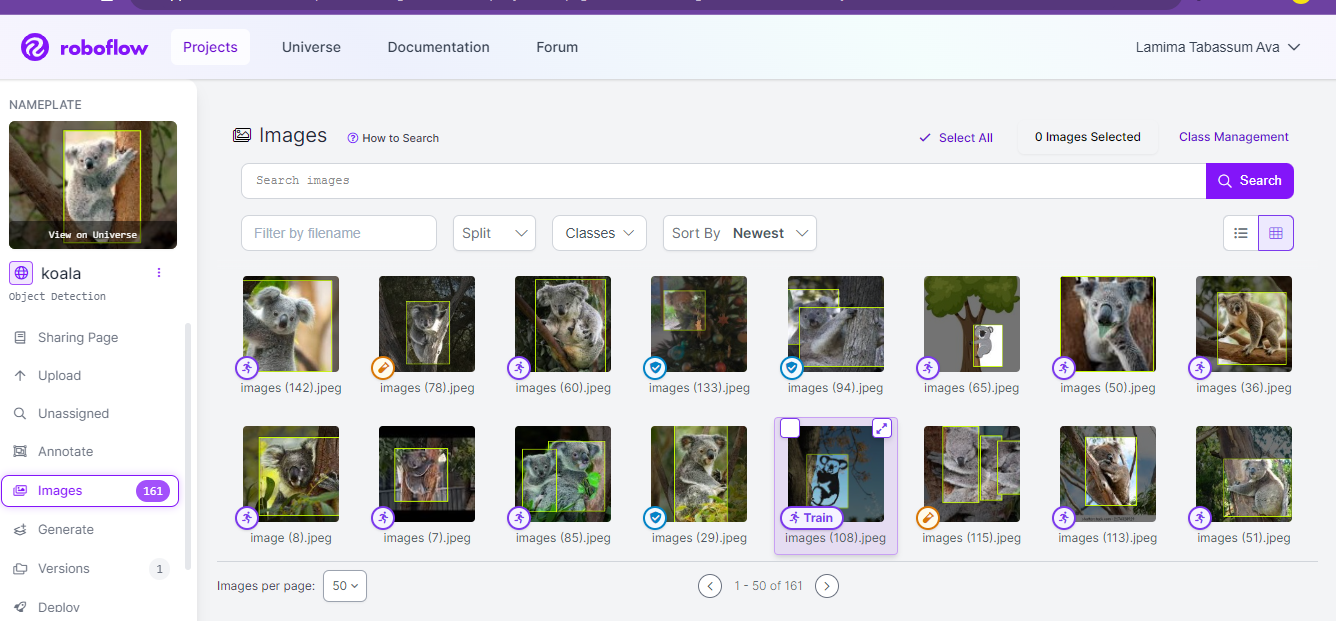 roboflow
Projects
Universe
Documentation
Forum
Lamima Tabassum Ava
NAMEPLATE
View on Universe
koala
Object Detection
Sharing Page
Upload
Unassigned
Annotate
Images 161
Generate
Versions 1
Deploy
Images
How to Search
Select All
0 Images Selected
Class Management
Search images
Search
Filter by filename
Split
Classes
Sort By Newest
images (142).jpeg
images (78).jpeg
images (60).jpeg
images (133).jpeg
images (94).jpeg
images (65).jpeg
images (50).jpeg
images (36).jpeg
Train
image (8).jpeg
images (7).jpeg
images (85).jpeg
images (29).jpeg
images (108).jpeg
images (115).jpeg
images (113).jpeg
images (51).jpeg
Images per page: 50
1 - 50 of 161